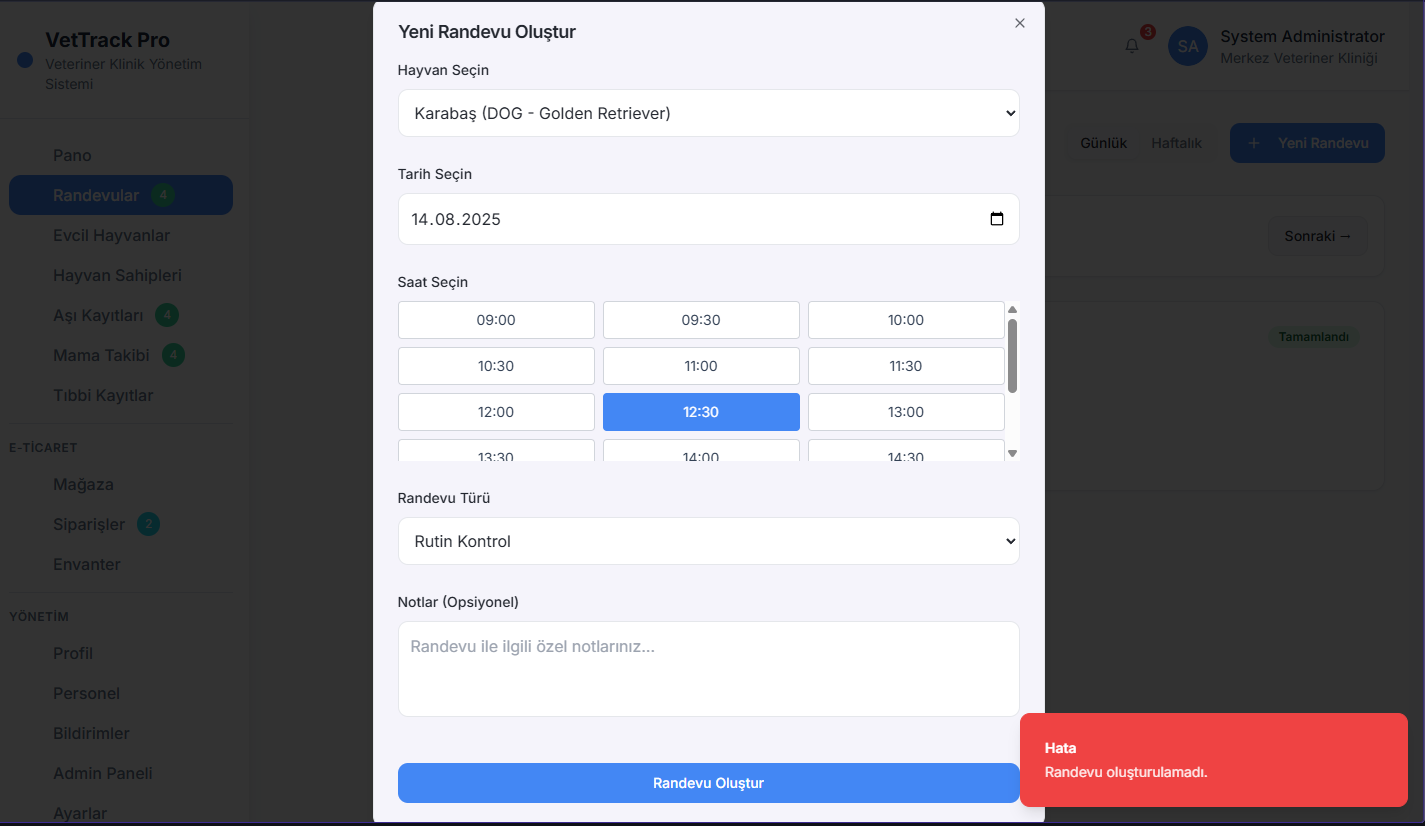 VetTrack Pro
Veteriner Klinik Yönetim
Sistemi
Pano
Randevular 4
Evcil Hayvanlar
Hayvan Sahipleri
Aşı Kayıtları 4
Mama Takibi 4
Tıbbi Kayıtlar
E-TİCARET
Mağaza
Siparişler 2
Envanter
YÖNETİM
Profil
Personel
Bildirimler
Admin Paneli
Ayarlar
Yeni Randevu Oluştur
Hayvan Seçin
Karabaş (DOG - Golden Retriever)
Tarih Seçin
14.08.2025
Saat Seçin
09:00 09:30 10:00
10:30 11:00 11:30
12:00 12:30 13:00
13:30 14:00 14:30
Randevu Türü
Rutin Kontrol
Notlar (Opsiyonel)
Randevu ile ilgili özel notlarınız...
Randevu Oluştur
3
SA
System Administrator
Merkez Veteriner Kliniği
Günlük Haftalık + Yeni Randevu
Sonraki →
Tamamlandı
Hata
Randevu oluşturulamadı.